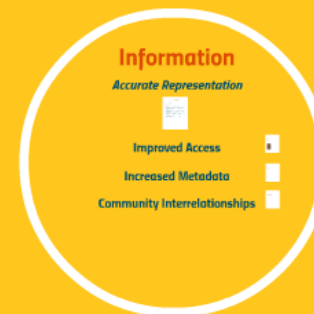 Information
Accurate Representation
Improved Access
Increased Metadata
Community Interrelationships